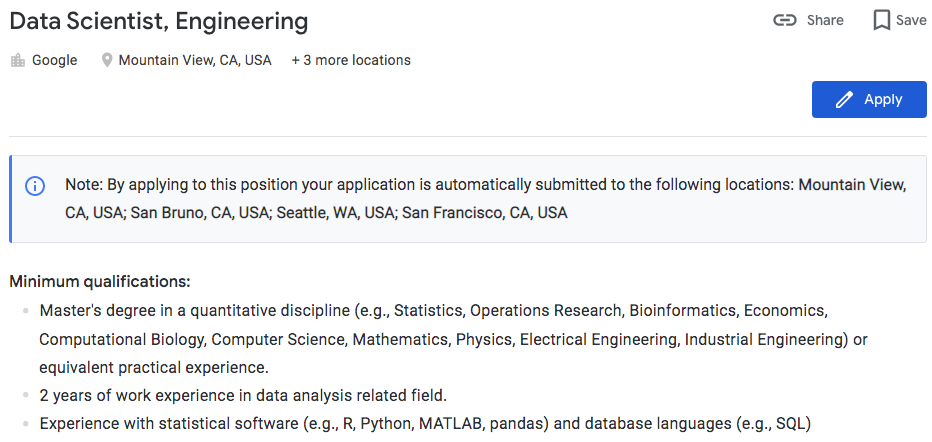 Data Scientist, Engineering
Share
Save
Google
Mountain View, CA, USA
+ 3 more locations
Apply
Note: By applying to this position your application is automatically submitted to the following locations: Mountain View,
CA, USA; San Bruno, CA, USA; Seattle, WA, USA; San Francisco, CA, USA
Minimum qualifications:
Master's degree in a quantitative discipline (e.g., Statistics, Operations Research, Bioinformatics, Economics,
Computational Biology, Computer Science, Mathematics, Physics, Electrical Engineering, Industrial Engineering) or
equivalent practical experience.
2 years of work experience in data analysis related field.
Experience with statistical software (e.g., R, Python, MATLAB, pandas) and database languages (e.g., SQL)